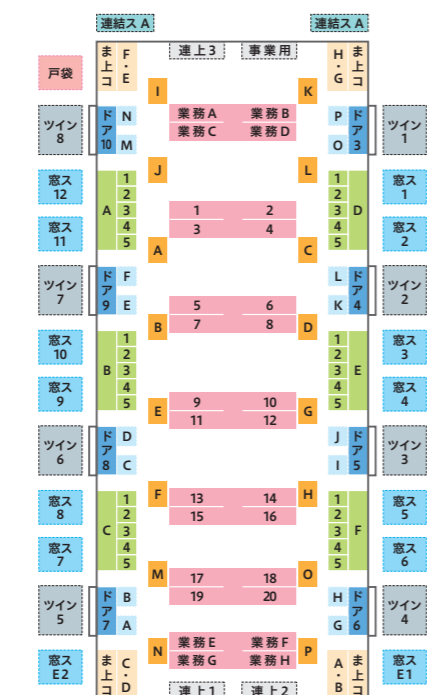 連結ス A
連結ス A
連上3
事業用
ま上コ
F・E
H・G
ま上コ
戸袋
I
K
業務A
業務B
業務C
業務D
ツイン
8
ドア10
N
M
P
O
ドア3
ツイン
1
J
L
窓ス
12
窓ス
11
A
1
2
3
4
5
1
2
3
4
1
2
3
4
5
D
窓ス
1
窓ス
2
A
C
ツイン
7
ドア9
F
E
L
K
ドア4
ツイン
2
5
6
7
8
B
D
窓ス
10
窓ス
9
B
1
2
3
4
5
1
2
3
4
5
E
窓ス
3
窓ス
4
E
G
9
10
11
12
ツイン
6
ドア8
D
C
J
I
ドア5
ツイン
3
F
H
13
14
15
16
窓ス
8
窓ス
7
C
1
2
3
4
5
1
2
3
4
5
F
窓ス
5
窓ス
6
M
O
17
18
19
20
ツイン
5
ドア7
B
A
H
G
ドア6
ツイン
4
N
P
業務E
業務F
業務G
業務H
窓ス
E2
ま上コ
C・D
A・B
ま上コ
窓ス
E1
連上1
連上2